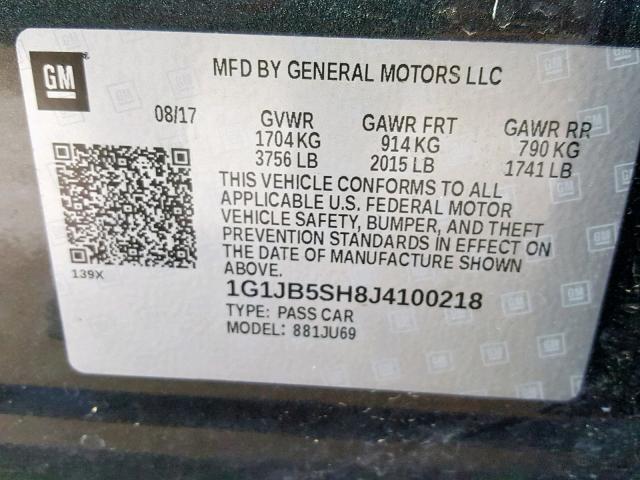 GM
MFD BY GENERAL MOTORS LLC
08/17 GVWR GAWR FRT GAWR RR
1704 KG 914 KG 790 KG
3756 LB 2015 LB 1741 LB
THIS VEHICLE CONFORMS TO ALL
APPLICABLE U.S. FEDERAL MOTOR
VEHICLE SAFETY, BUMPER, AND THEFT
PREVENTION STANDARDS IN EFFECT ON
THE DATE OF MANUFACTURE SHOWN
ABOVE.
139X
1G1JB5SH8J4100218
TYPE: PASS CAR
MODEL: 881JU69